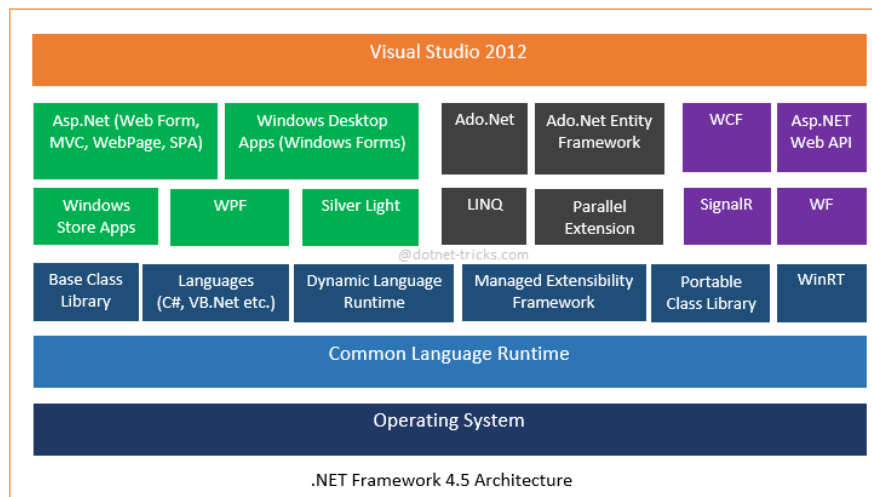 Visual Studio 2012
Asp.Net (Web Form,
MVC, WebPage, SPA)
Windows Desktop
Apps (Windows Forms)
Ado.Net
Ado.Net Entity
Framework
WCF
Asp.NET
Web API
Windows
Store Apps
WPF
Silver Light
LINQ
Parallel
Extension
SignalR
WF
@dotnet-tricks.com
Base Class
Library
Languages
(C#, VB.Net etc.)
Dynamic Language
Runtime
Managed Extensibility
Framework
Portable
Class Library
WinRT
Common Language Runtime
Operating System
.NET Framework 4.5 Architecture